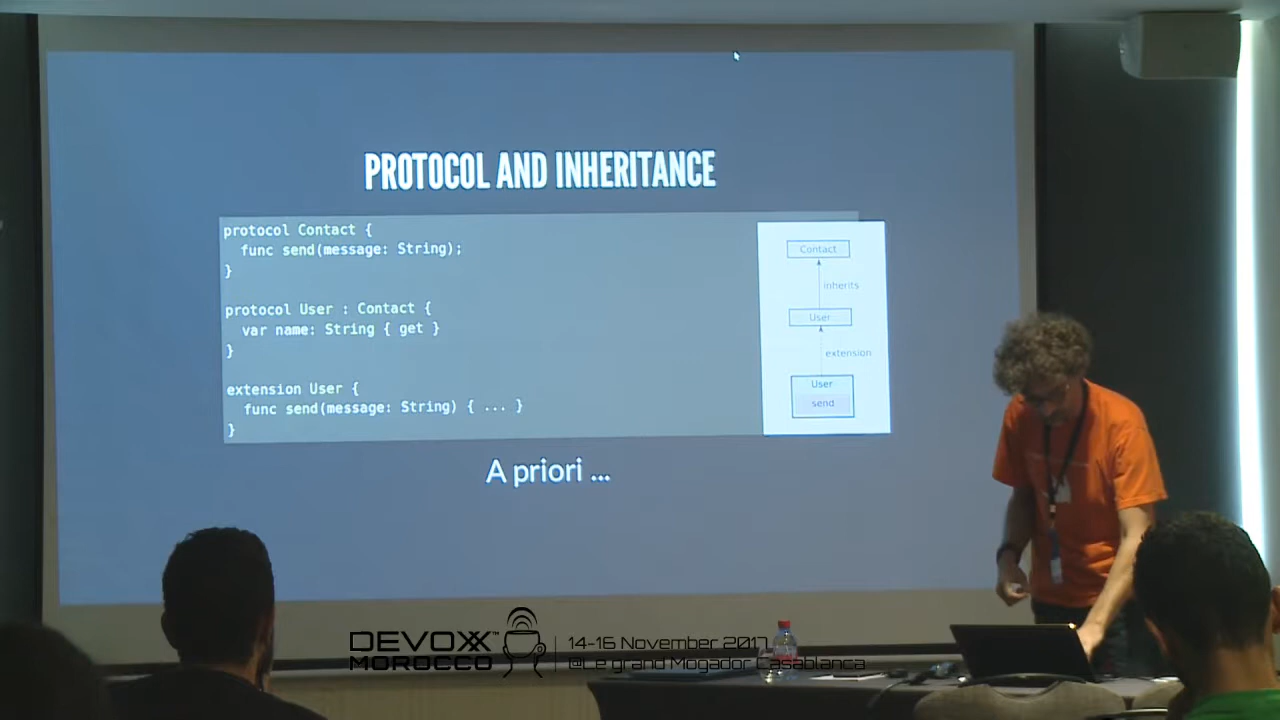 PROTOCOL AND INHERITANCE
protocol Contact {
func send(message: String);
}
protocol User : Contact {
var name: String { get }
}
extension User {
func send(message: String) { ... }
}
Contact
inherits
User
extension
User
send
A priori ...
DEVOXX™
MOROCCO
14-16 November 2017
@Le grand Mogador Casablanca